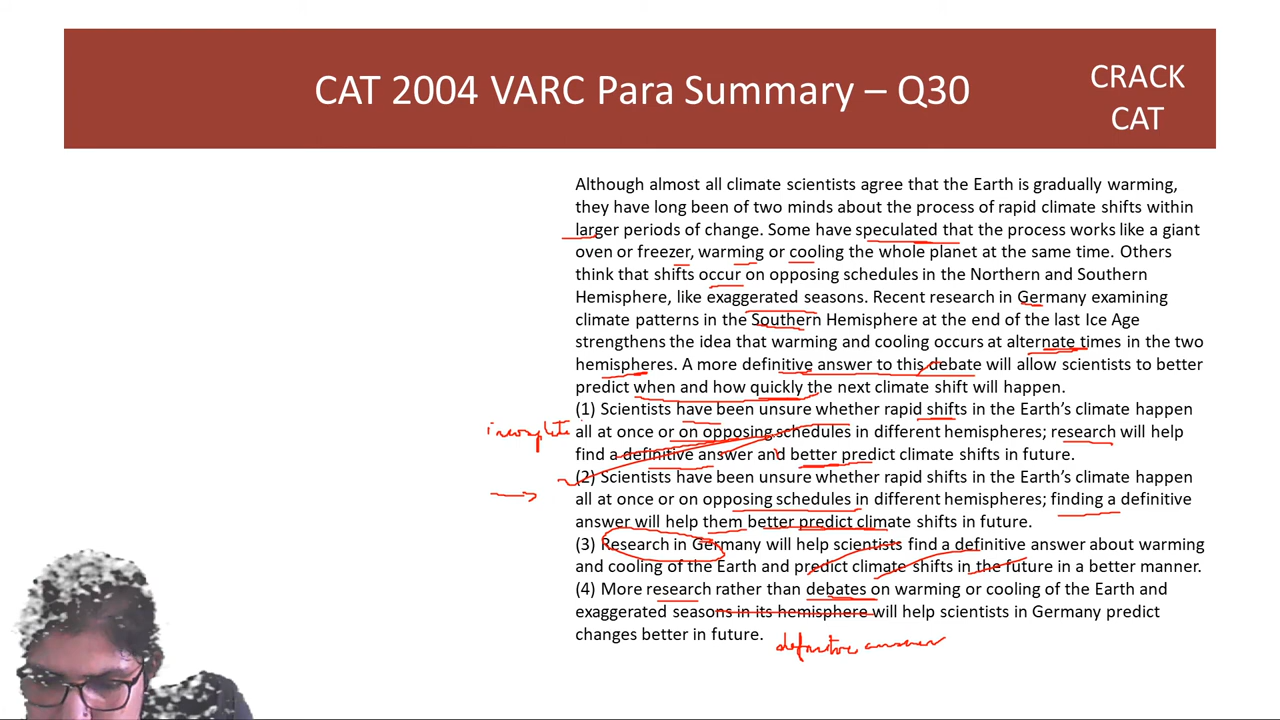 CAT 2004 VARC Para Summary – Q30
CRACK
CAT
Although almost all climate scientists agree that the Earth is gradually warming,
they have long been of two minds about the process of rapid climate shifts within
larger periods of change. Some have speculated that the process works like a giant
oven or freezer, warming or cooling the whole planet at the same time. Others
think that shifts occur on opposing schedules in the Northern and Southern
Hemisphere, like exaggerated seasons. Recent research in Germany examining
climate patterns in the Southern Hemisphere at the end of the last Ice Age
strengthens the idea that warming and cooling occurs at alternate times in the two
hemispheres. A more definitive answer to this debate will allow scientists to better
predict when and how quickly the next climate shift will happen.
(1) Scientists have been unsure whether rapid shifts in the Earth’s climate happen
incomplete
all at once or on opposing schedules in different hemispheres; research will help
find a definitive answer and better predict climate shifts in future.
(2) Scientists have been unsure whether rapid shifts in the Earth’s climate happen
all at once or on opposing schedules in different hemispheres; finding a definitive
answer will help them better predict climate shifts in future.
(3) Research in Germany will help scientists find a definitive answer about warming
and cooling of the Earth and predict climate shifts in the future in a better manner.
(4) More research rather than debates on warming or cooling of the Earth and
exaggerated seasons in its hemisphere will help scientists in Germany predict
changes better in future.
definitive answer